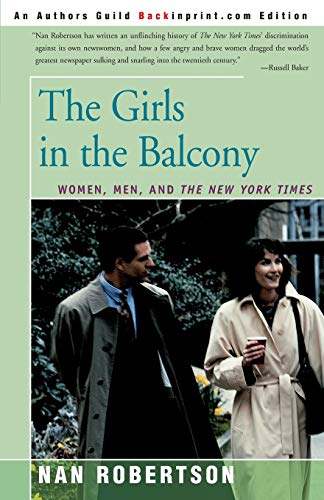 An Authors Guild Backinprint.com Edition
"Nan Robertson has written an unflinching history of The New York Times' discrimination
against its own newswomen, and how a few angry and brave women dragged the world's
greatest newspaper sulking and snarling into the twentieth century."
—Russell Baker
The Girls
in the Balcony
WOMEN, MEN, AND THE NEW YORK TIMES
NAN ROBERTSON